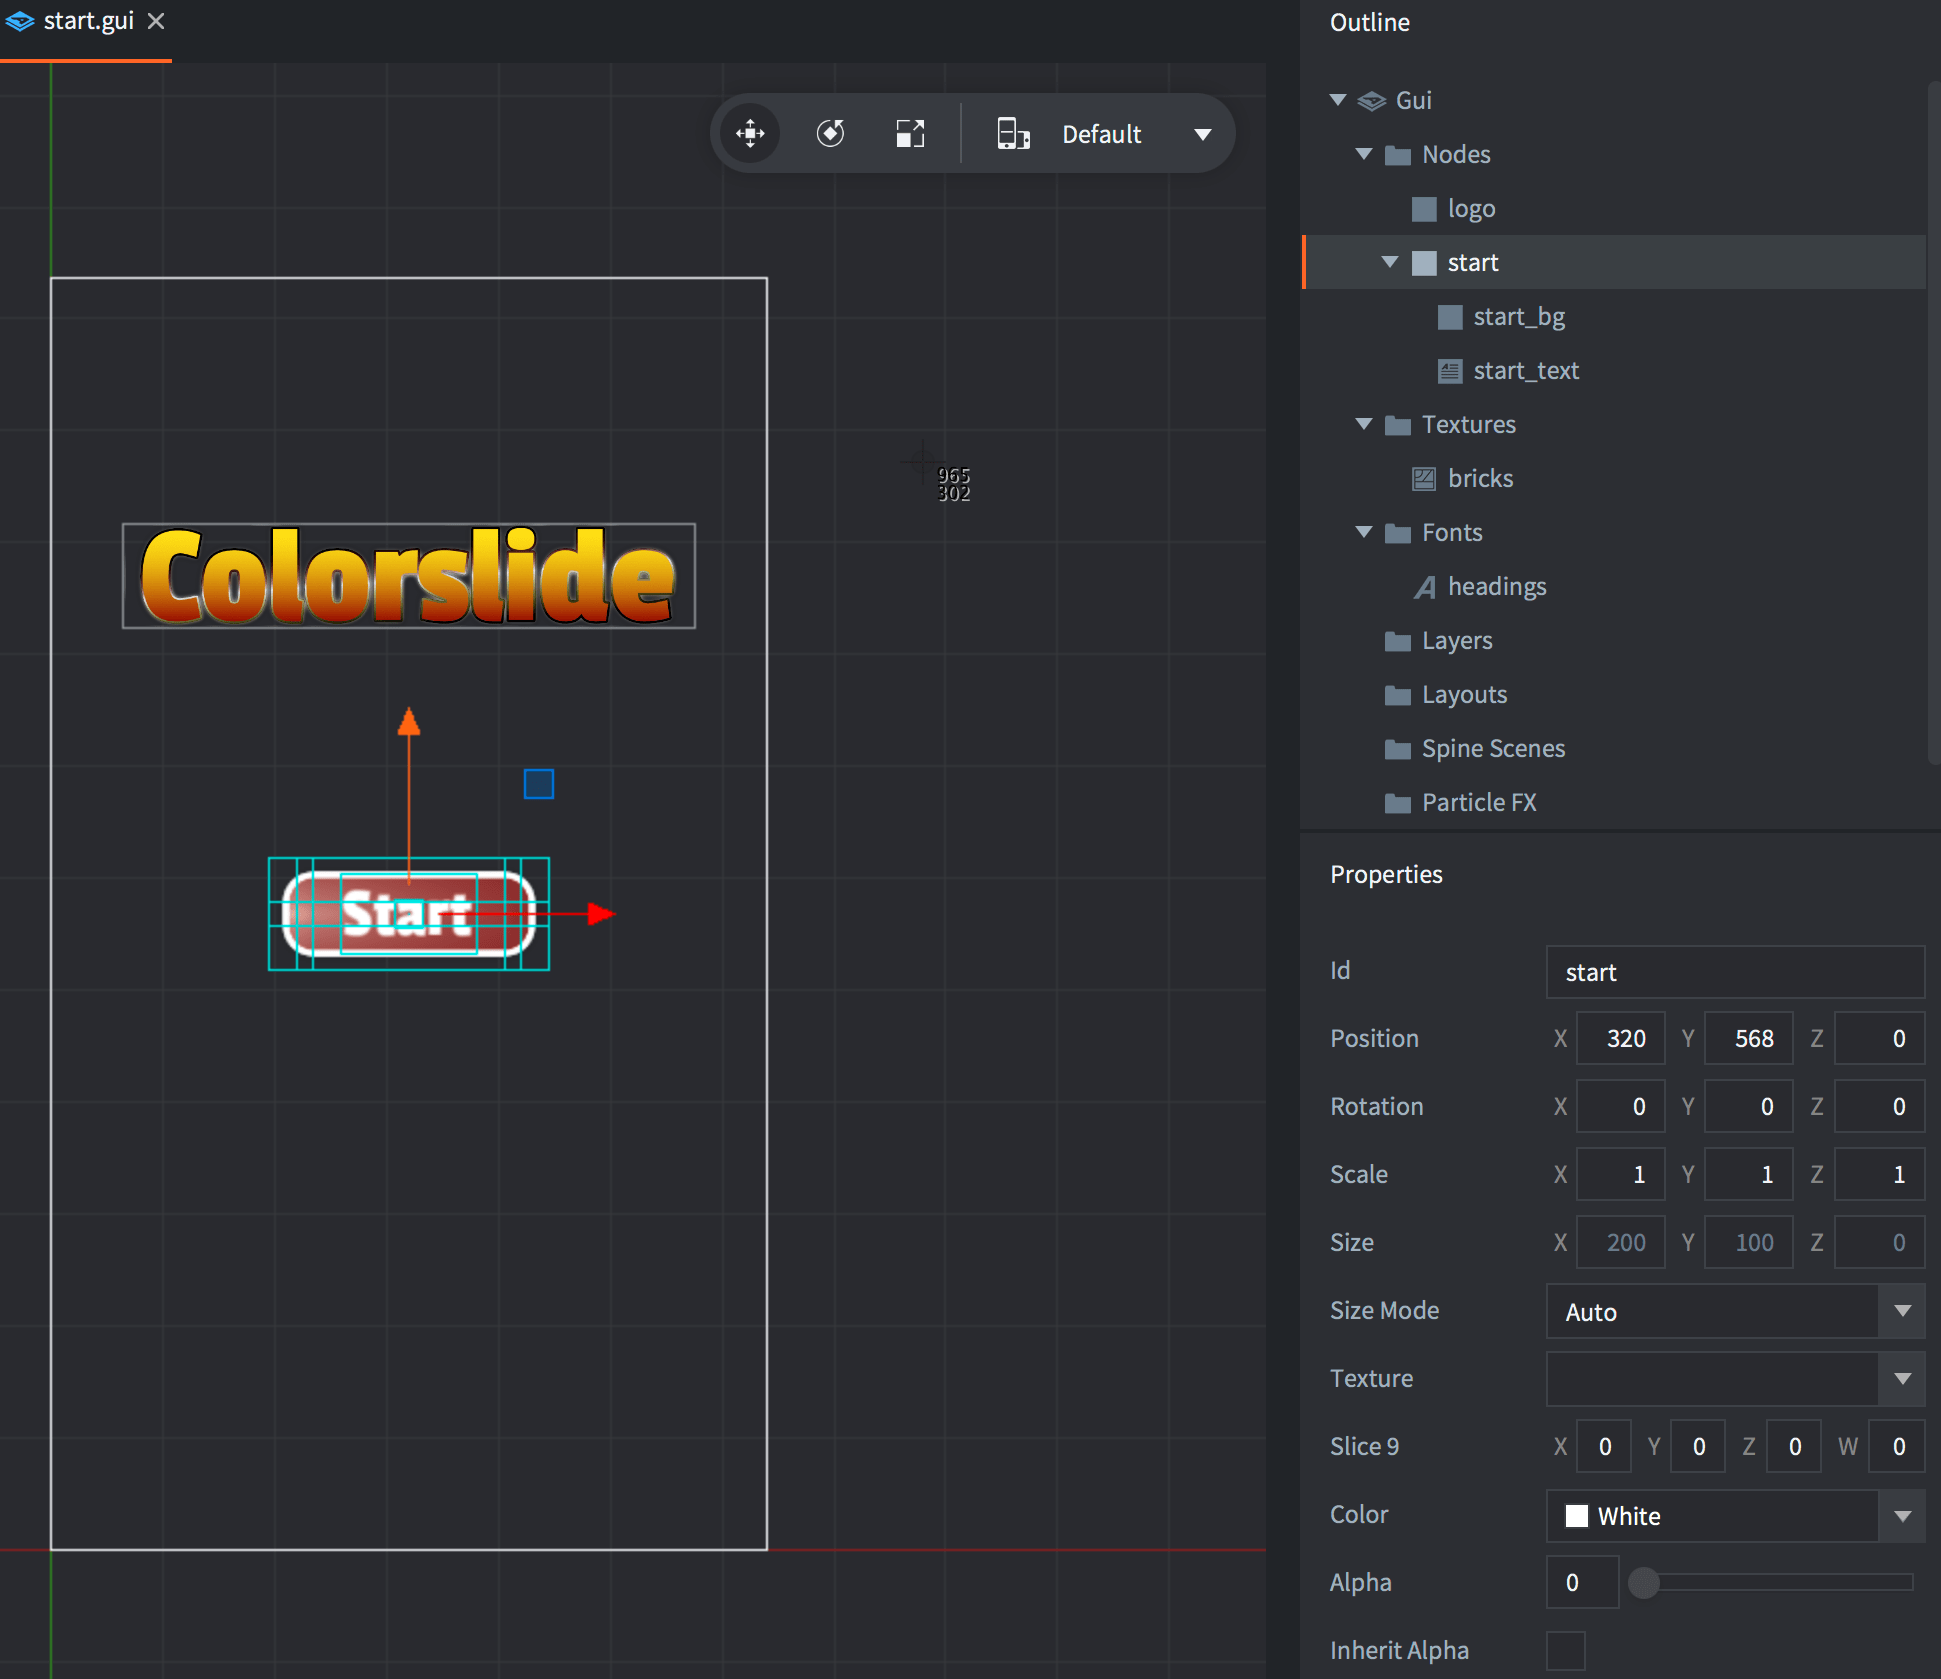 start.gui
Default
965
302
Colorslide
Start
Outline
Gui
Nodes
logo
start
start_bg
start_text
Textures
bricks
Fonts
headings
Layers
Layouts
Spine Scenes
Particle FX
Properties
Id start
Position X 320 Y 568 Z 0
Rotation X 0 Y 0 Z 0
Scale X 1 Y 1 Z 1
Size X 200 Y 100 Z 0
Size Mode Auto
Texture
Slice 9 X 0 Y 0 Z 0 W 0
Color White
Alpha 0
Inherit Alpha